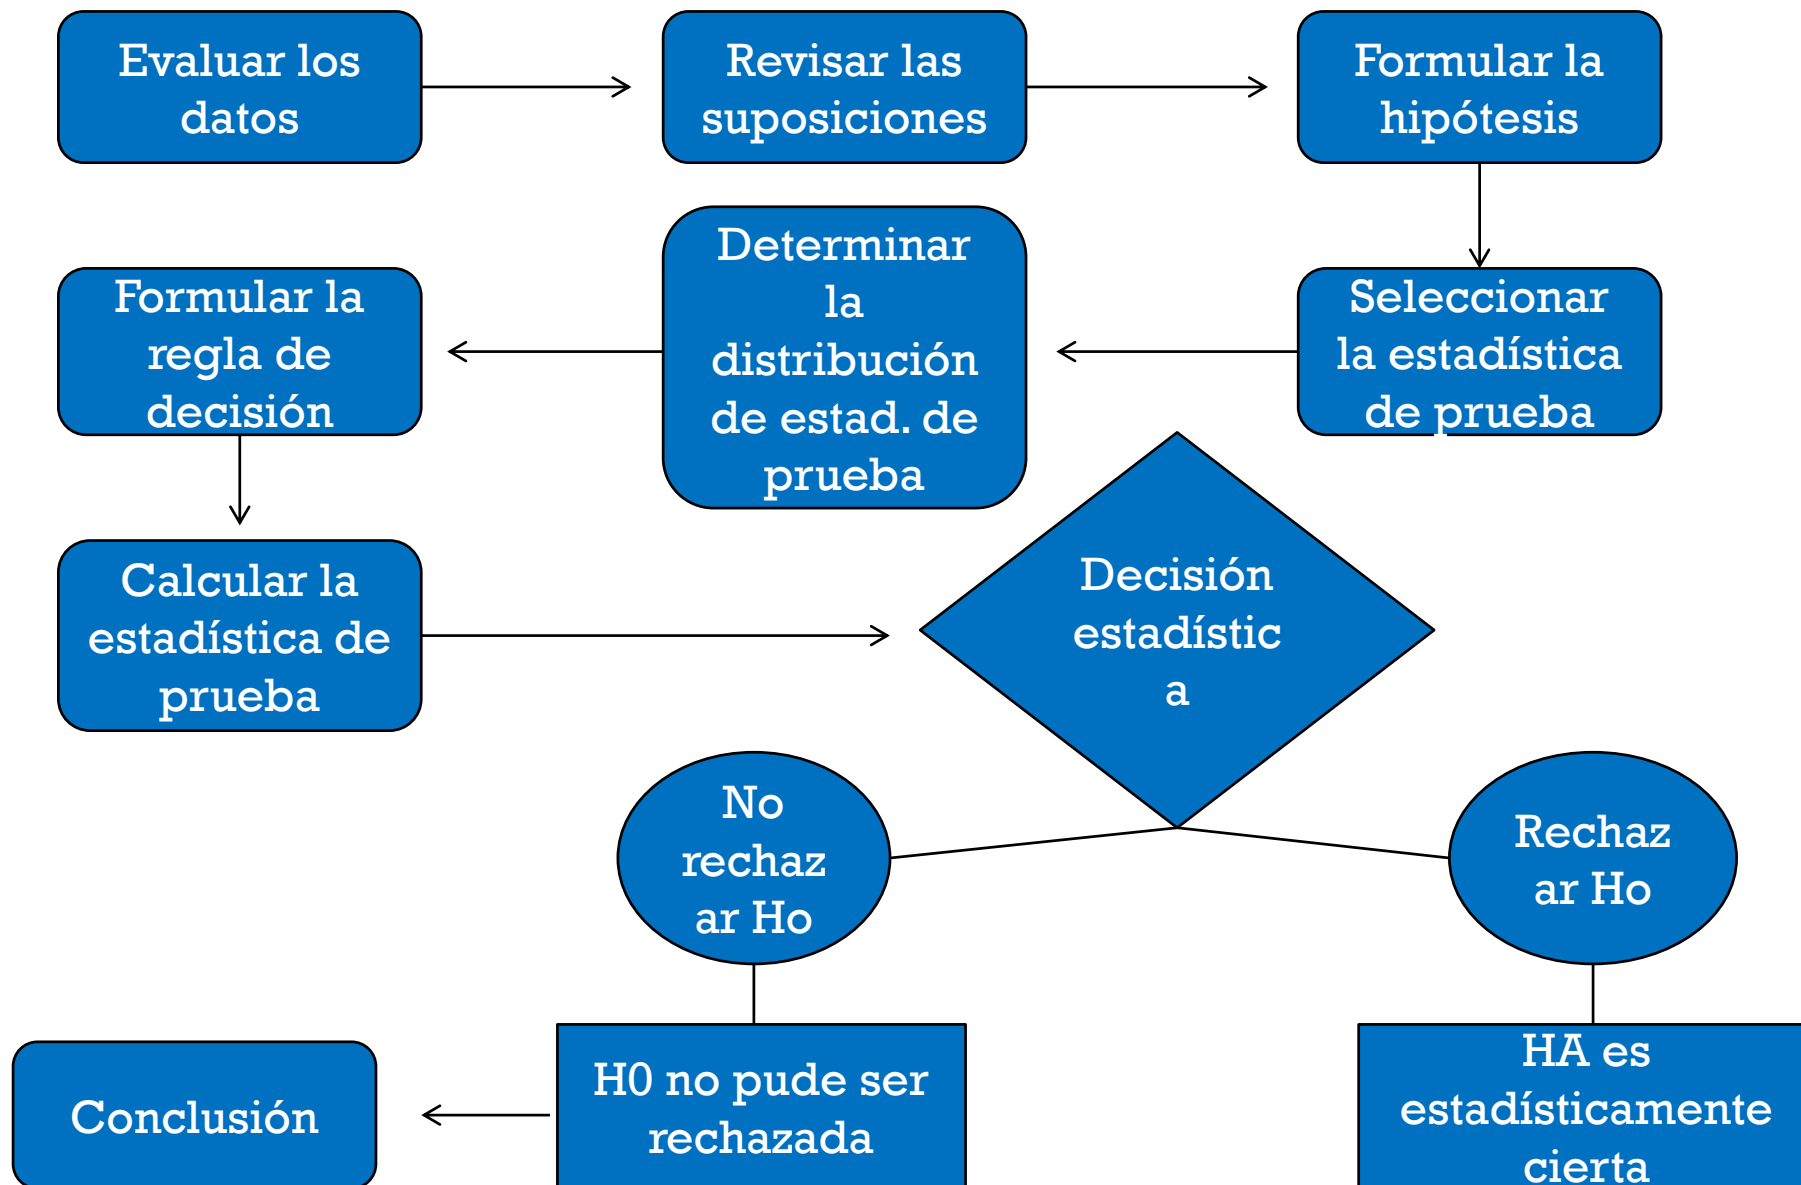 Evaluar los
datos
Revisar las
suposiciones
Formular la
hipótesis
Seleccionar
la estadística
de prueba
Determinar
la
distribución
de estad. de
prueba
Formular la
regla de
decisión
Calcular la
estadística de
prueba
Decisión
estadístic
a
No
rechaz
ar Ho
Rechaz
ar Ho
H0 no pude ser
rechazada
HA es
estadísticamente
cierta
Conclusión